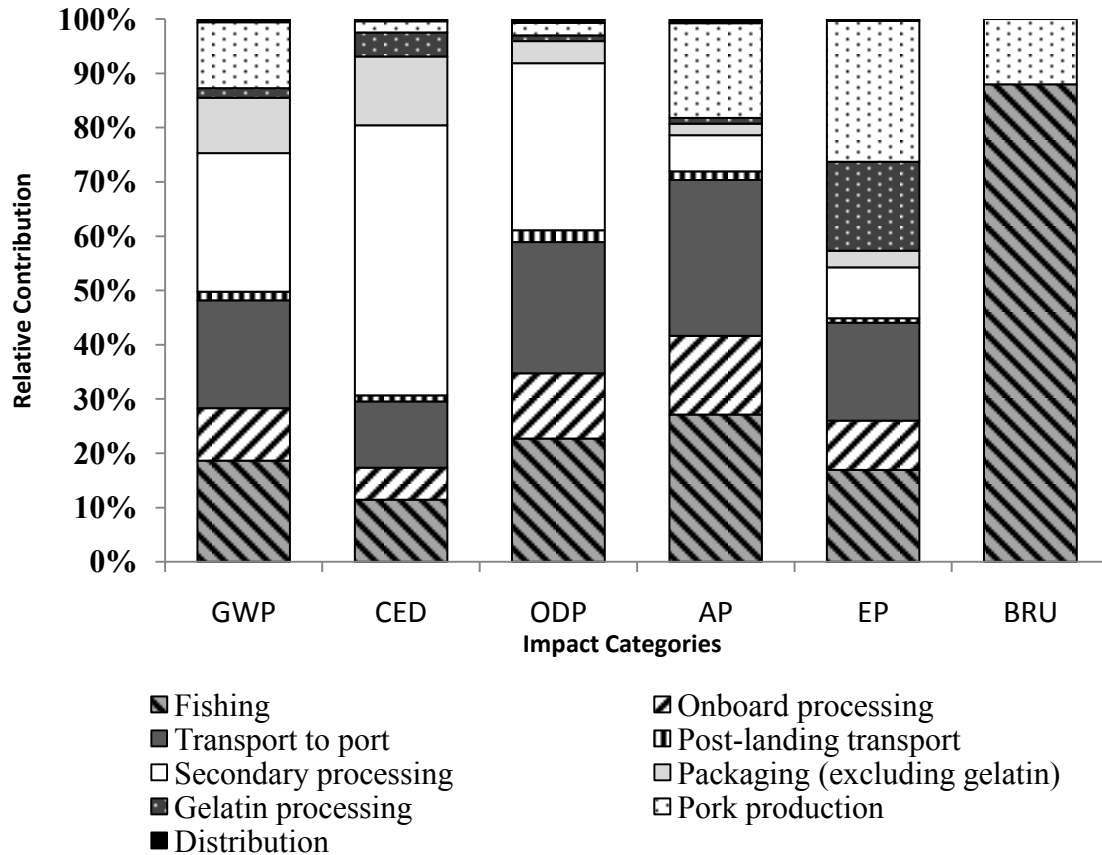 100%
90%
80%
70%
60%
50%
40%
30%
20%
10%
0%
Relative Contribution
GWP CED ODP AP EP BRU
Impact Categories
Fishing Onboard processing
Transport to port Post-landing transport
Secondary processing Packaging (excluding gelatin)
Gelatin processing Pork production
Distribution